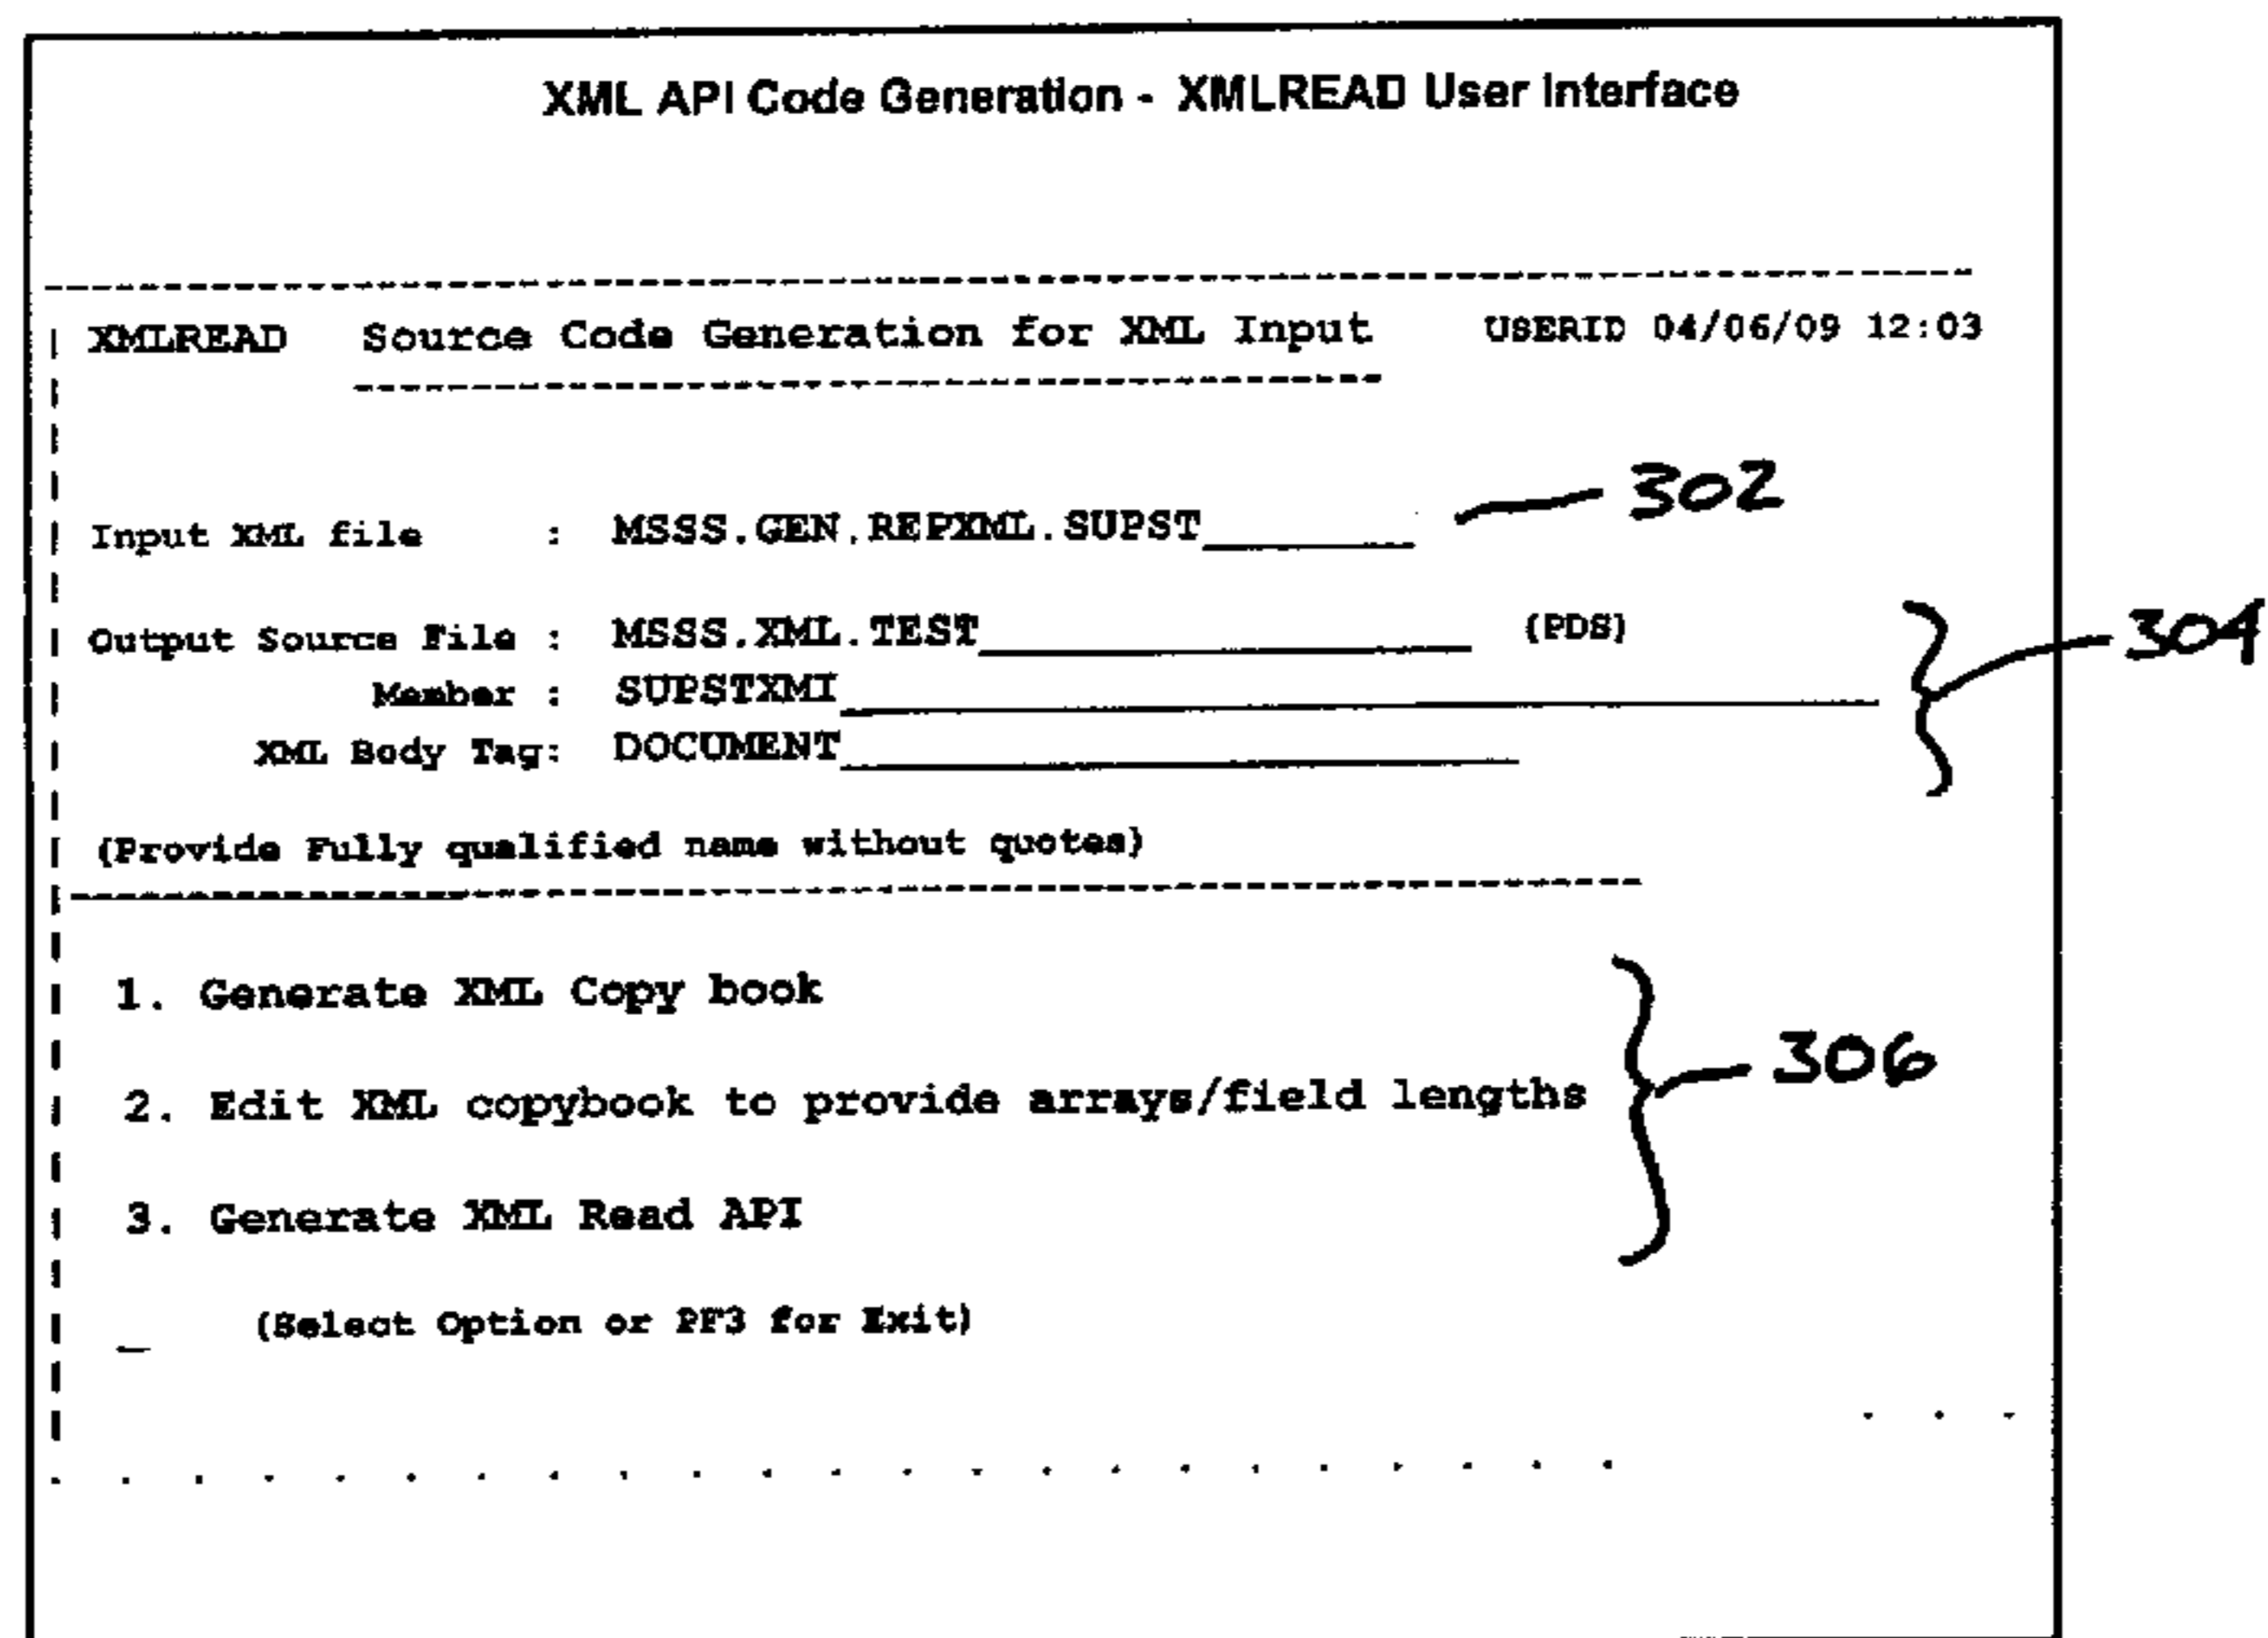 XML API Code Generation - XMLREAD User Interface
XMLREAD Source Code Generation for XML Input USERID 04/06/09 12:03
Input XML file : MSSS.GEN.REPXML.SUPST 302
Output Source File : MSSS.XML.TEST (PDS) 304
Member : SUPSTXMI
XML Body Tag: DOCUMENT
(Provide Fully qualified name without quotes)
1. Generate XML Copy book
306
2. Edit XML copybook to provide arrays/field lengths
3. Generate XML Read API
_ (Select Option or PF3 for Exit)